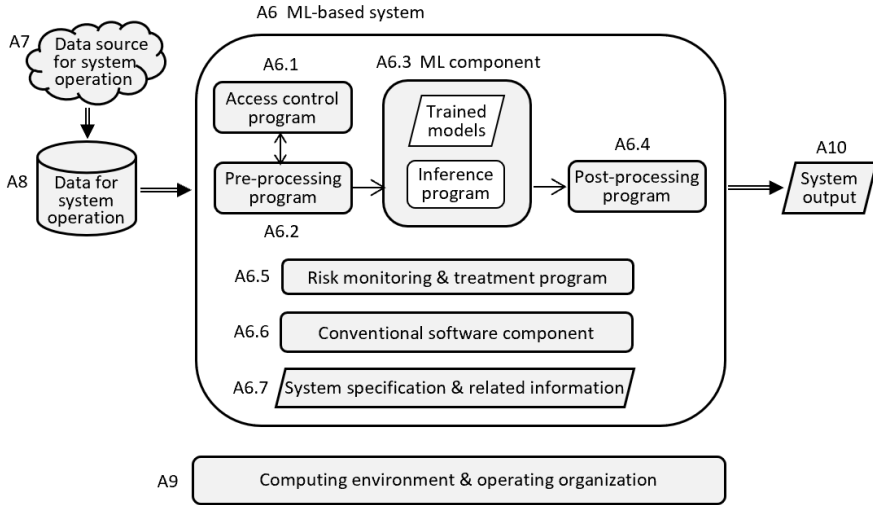 A6 ML-based system
A7
Data source
for system
operation
A6.1
A6.3 ML component
Access control
program
Trained
models
A6.4
A10
A8
Data for
system
operation
Pre-processing
program
Inference
program
Post-processing
program
System
output
A6.2
A6.5
Risk monitoring & treatment program
A6.6
Conventional software component
A6.7
System specification & related information
A9
Computing environment & operating organization